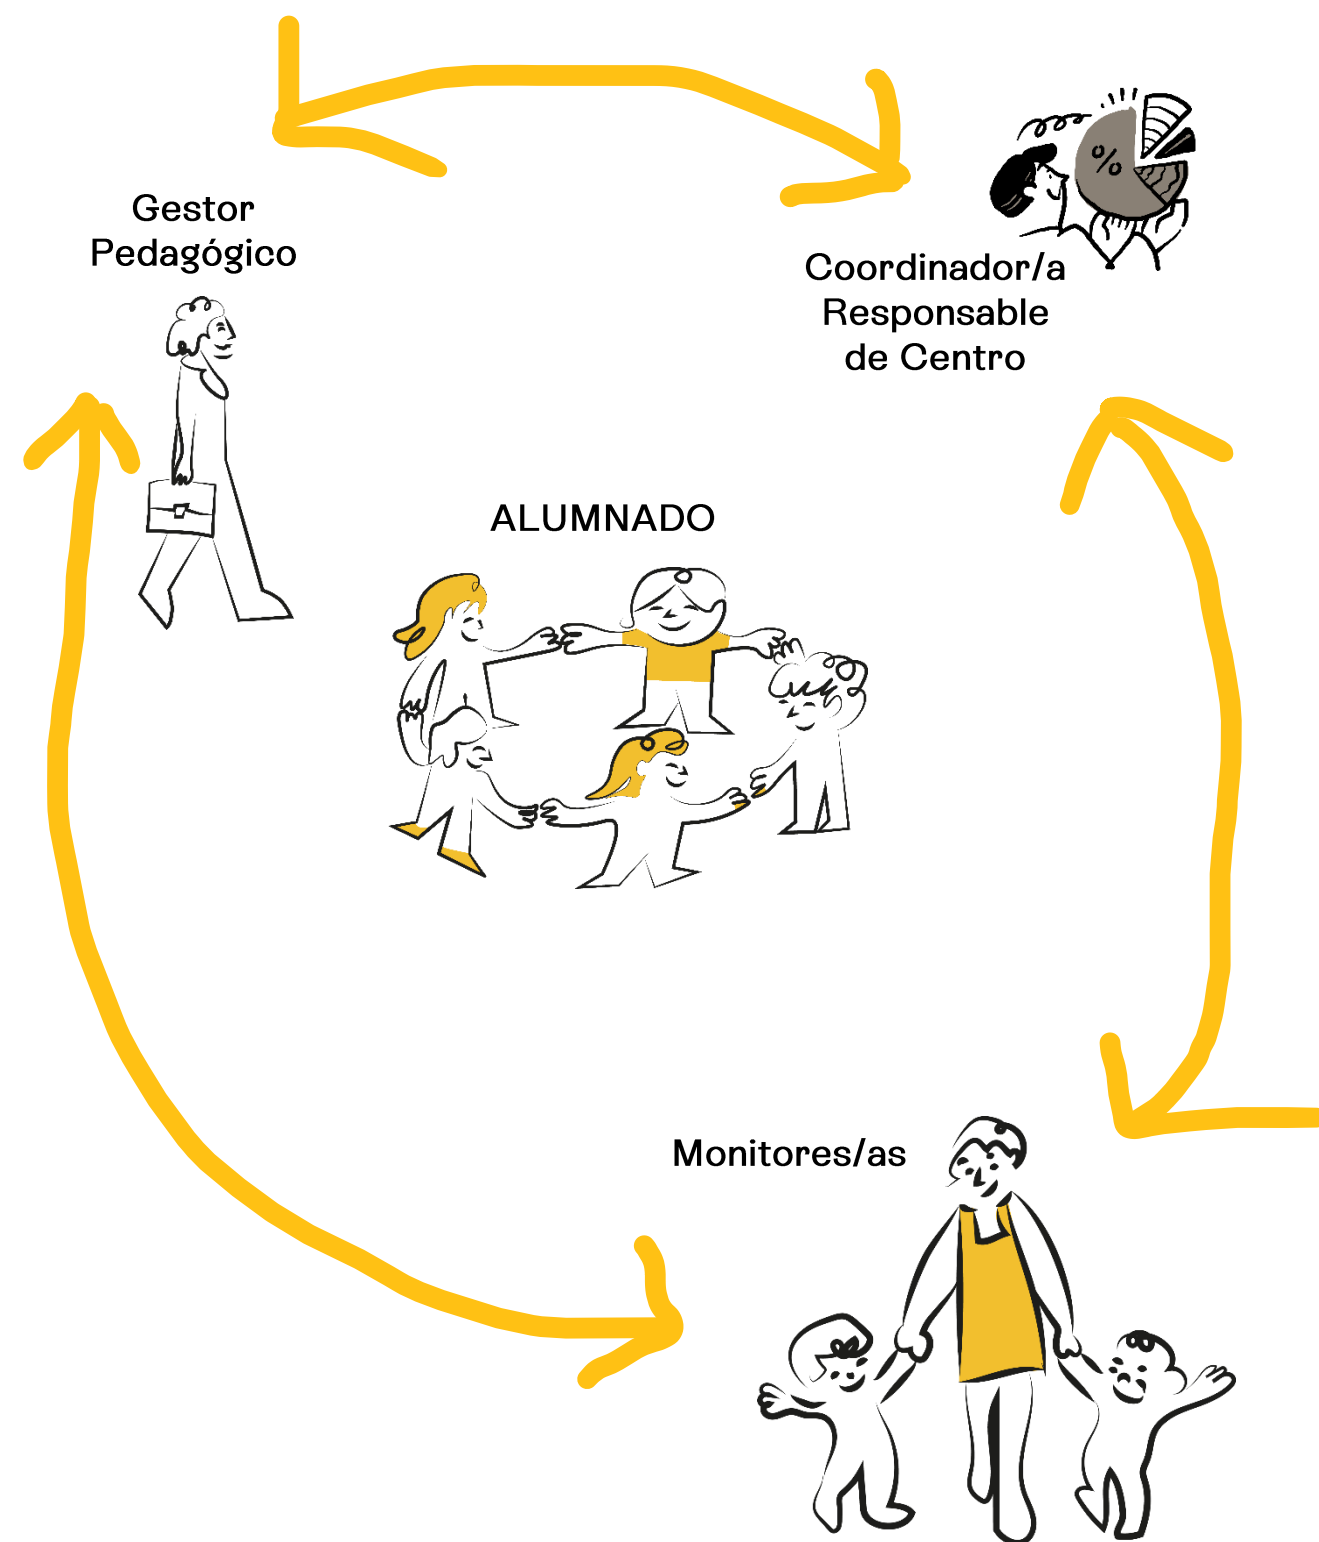 Gestor
Pedagógico
Coordinador/a
Responsable
de Centro
%
ALUMNADO
Monitores/as